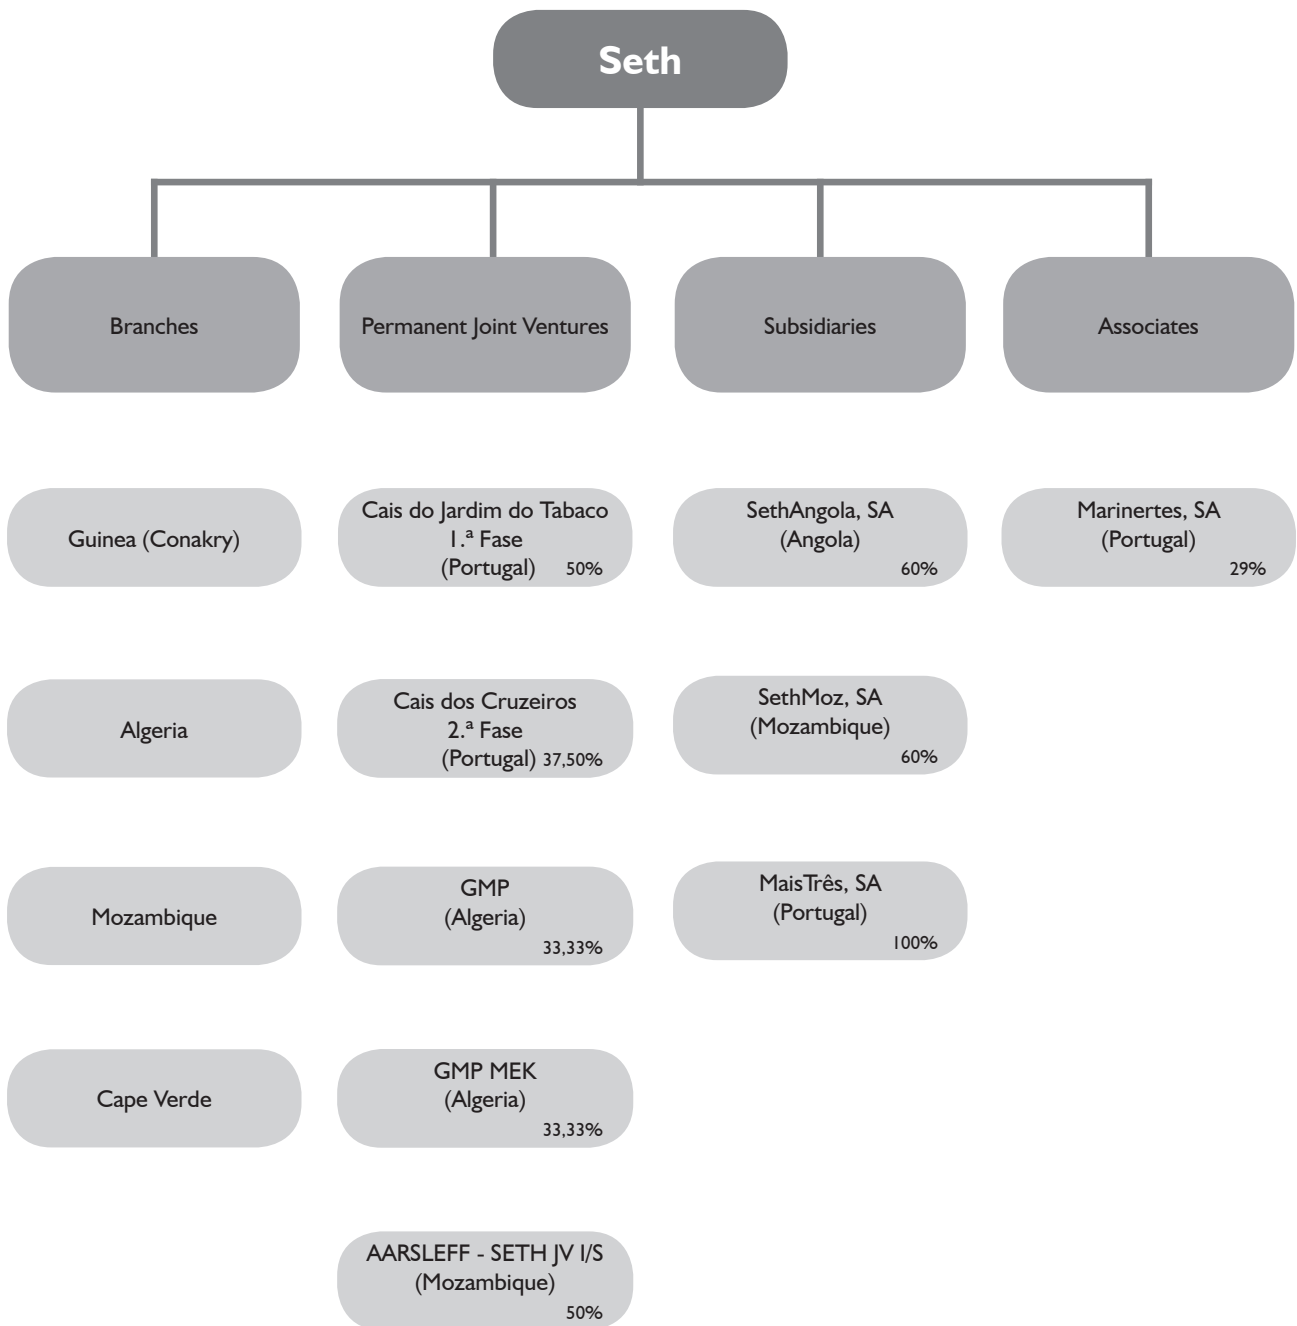 Seth
Branches
Permanent Joint Ventures
Subsidiaries
Associates
Guinea (Conakry)
Cais do Jardim do Tabaco
1.ª Fase
(Portugal) 50%
SethAngola, SA
(Angola)
60%
Marinertes, SA
(Portugal)
29%
Algeria
Cais dos Cruzeiros
2.ª Fase
(Portugal) 37,50%
SethMoz, SA
(Mozambique)
60%
Mozambique
GMP
(Algeria)
33,33%
MaisTrês, SA
(Portugal)
100%
Cape Verde
GMP MEK
(Algeria)
33,33%
AARSLEFF - SETH JV I/S
(Mozambique)
50%